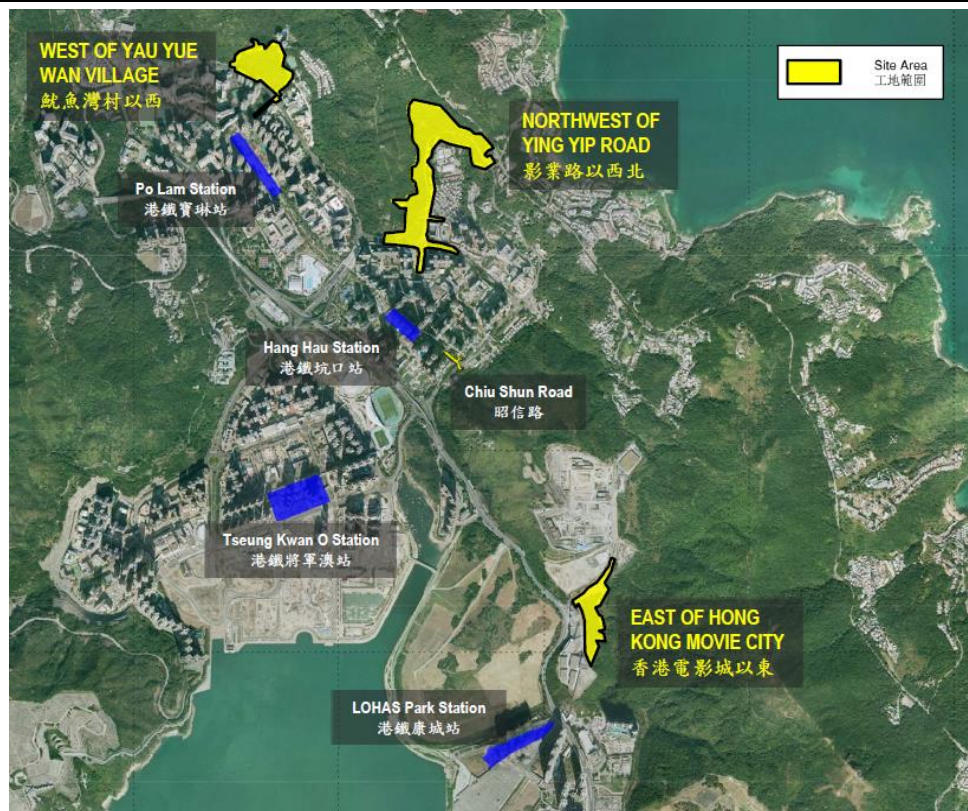 WEST OF YAU YUE
WAN VILLAGE
魷魚灣村以西
Site Area
工地範圍
NORTHWEST OF
YING YIP ROAD
影業路以西北
Po Lam Station
港鐵寶琳站
Hang Hau Station
港鐵坑口站
Chiu Shun Road
昭信路
Tseung Kwan O Station
港鐵將軍澳站
EAST OF HONG
KONG MOVIE CITY
香港電影城以東
LOHAS Park Station
港鐵康城站